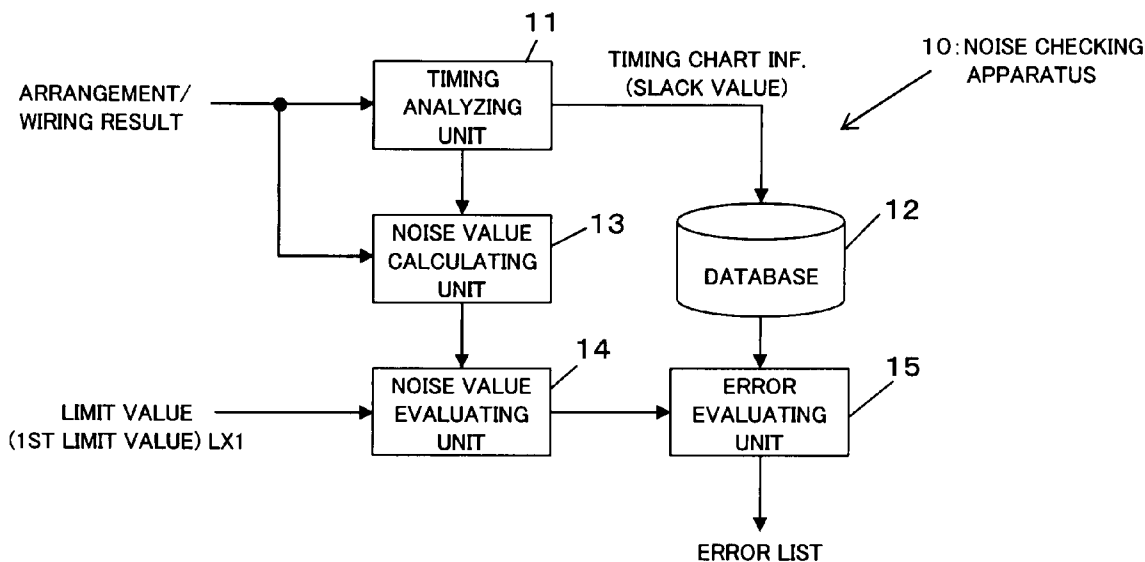 11
TIMING CHART INF.
(SLACK VALUE)
10:NOISE CHECKING
APPARATUS
ARRANGEMENT/
WIRING RESULT
TIMING
ANALYZING
UNIT
13
12
NOISE VALUE
CALCULATING
UNIT
DATABASE
14
15
LIMIT VALUE
(1ST LIMIT VALUE) LX1
NOISE VALUE
EVALUATING
UNIT
ERROR
EVALUATING
UNIT
ERROR LIST